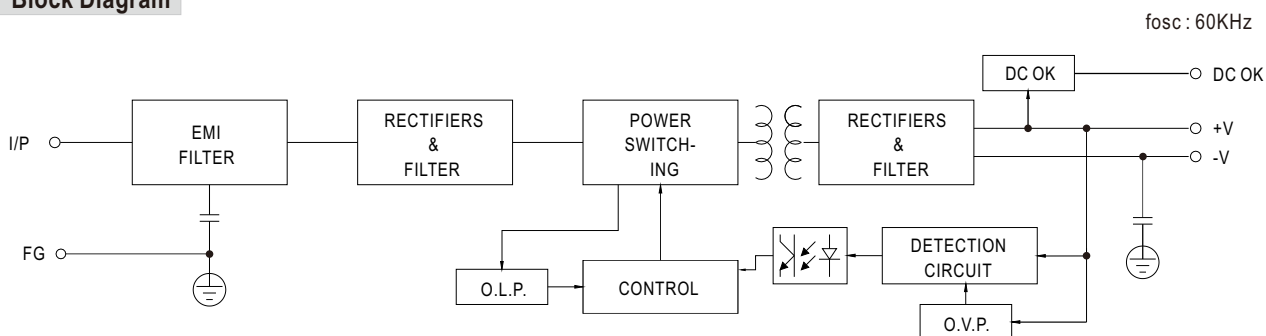 Block Diagram
fosc : 60KHz
DC OK
DC OK
I/P
EMI
FILTER
RECTIFIERS
&
FILTER
POWER
SWITCH-
ING
RECTIFIERS
&
FILTER
+V
-V
FG
O.L.P.
CONTROL
DETECTION
CIRCUIT
O.V.P.